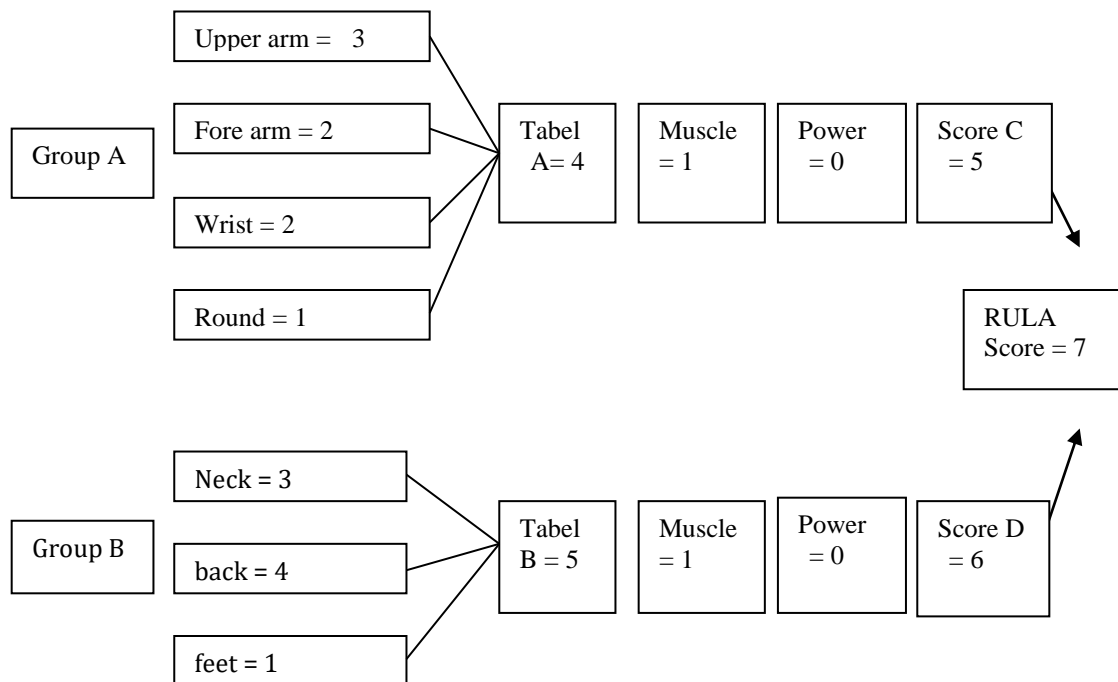 Group A
Upper arm = 3
Fore arm = 2
Wrist = 2
Round = 1
Tabel
A= 4
Muscle
= 1
Power
= 0
Score C
= 5
RULA
Score = 7
Group B
Neck = 3
back = 4
feet = 1
Tabel
B = 5
Muscle
= 1
Power
= 0
Score D
= 6